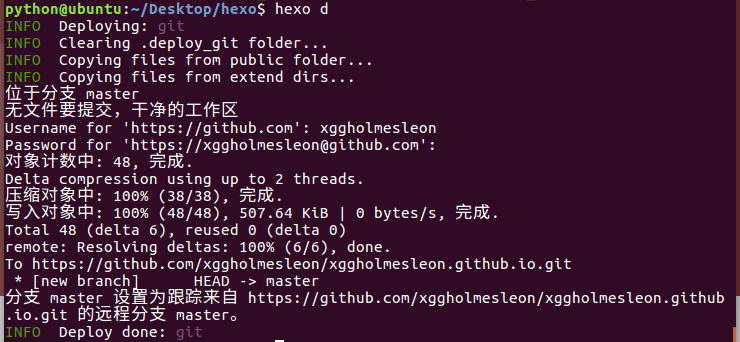 python@ubuntu:~/Desktop/hexo$ hexo d
INFO  Deploying: git
INFO  Clearing .deploy_git folder...
INFO  Copying files from public folder...
INFO  Copying files from extend dirs...
位于分支 master
无文件要提交，干净的工作区
Username for 'https://github.com': xggholmesleon
Password for 'https://xggholmesleon@github.com':
对象计数中: 48, 完成.
Delta compression using up to 2 threads.
压缩对象中: 100% (38/38), 完成.
写入对象中: 100% (48/48), 507.64 KiB | 0 bytes/s, 完成.
Total 48 (delta 6), reused 0 (delta 0)
remote: Resolving deltas: 100% (6/6), done.
To https://github.com/xggholmesleon/xggholmesleon.github.io.git
 * [new branch]      HEAD -> master
分支 master 设置为跟踪来自 https://github.com/xggholmesleon/xggholmesleon.github
.io.git 的远程分支 master。
INFO  Deploy done: git